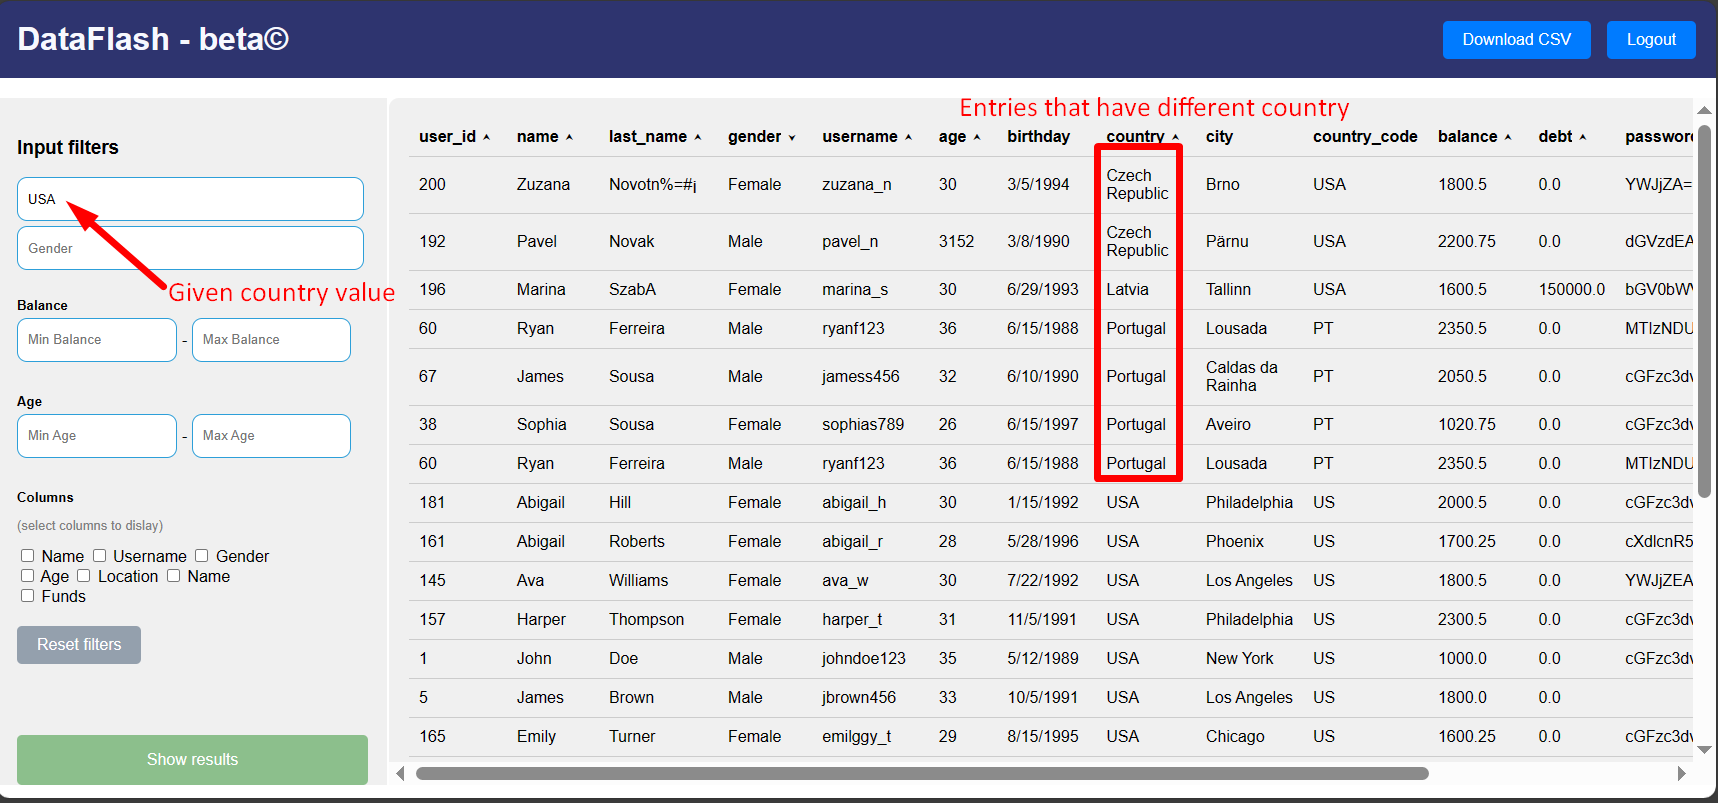 DataFlash - beta©
Download CSV
Logout
Input filters
USA
Gender
Given country value
Balance
Min Balance - Max Balance
Age
Min Age - Max Age
Columns
(select columns to dislay)
Name Username Gender
Age Location Name
Funds
Reset filters
Show results
Entries that have different country
user_id name last_name gender username age birthday country city country_code balance debt password
200 Zuzana Novotn%=#¡ Female zuzana_n 30 3/5/1994 Czech Republic Brno USA 1800.5 0.0 YWJjZA=
192 Pavel Novak Male pavel_n 3152 3/8/1990 Czech Republic Pärnu USA 2200.75 0.0 dGVzdEA
196 Marina SzabA Female marina_s 30 6/29/1993 Latvia Tallinn USA 1600.5 150000.0 bGV0bW
60 Ryan Ferreira Male ryanf123 36 6/15/1988 Portugal Lousada PT 2350.5 0.0 MTIzNDU
67 James Sousa Male jamess456 32 6/10/1990 Portugal Caldas da Rainha PT 2050.5 0.0 cGFzc3dv
38 Sophia Sousa Female sophias789 26 6/15/1997 Portugal Aveiro PT 1020.75 0.0 cGFzc3dv
60 Ryan Ferreira Male ryanf123 36 6/15/1988 Portugal Lousada PT 2350.5 0.0 MTIzNDU
181 Abigail Hill Female abigail_h 30 1/15/1992 USA Philadelphia US 2000.5 0.0 cGFzc3dv
161 Abigail Roberts Female abigail_r 28 5/28/1996 USA Phoenix US 1700.25 0.0 cXdlcnR5
145 Ava Williams Female ava_w 30 7/22/1992 USA Los Angeles US 1800.5 0.0 YWJjZEA
157 Harper Thompson Female harper_t 31 11/5/1991 USA Philadelphia US 2300.5 0.0 cGFzc3dv
1 John Doe Male johndoe123 35 5/12/1989 USA New York US 1000.0 0.0 cGFzc3dv
5 James Brown Male jbrown456 33 10/5/1991 USA Los Angeles US 1800.0 0.0
165 Emily Turner Female emilggy_t 29 8/15/1995 USA Chicago US 1600.25 0.0 cGFzc3dv